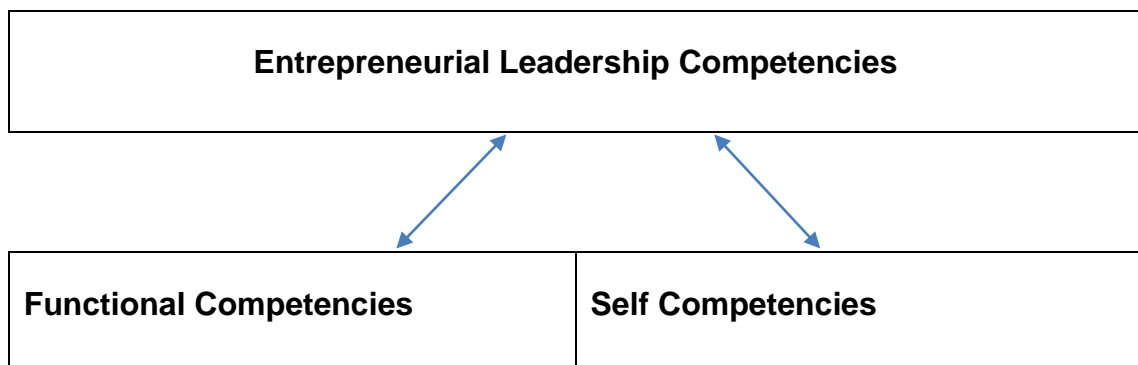 Entrepreneurial Leadership Competencies
Functional Competencies
Self Competencies